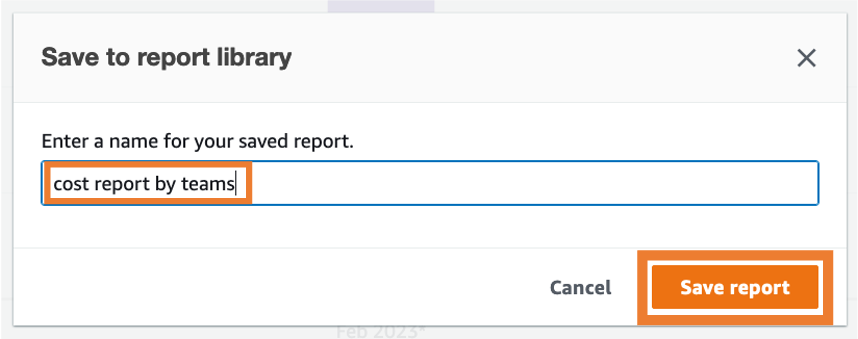 Save to report library
Enter a name for your saved report.
cost report by teams
Cancel
Save report
Feb 2023*